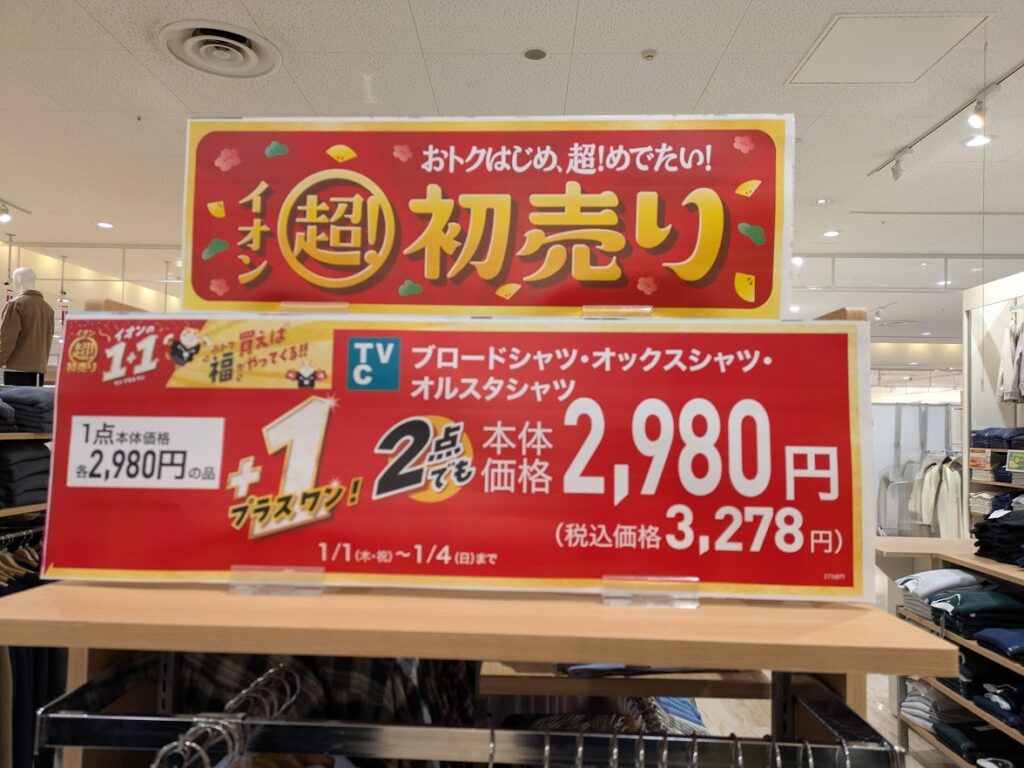 おトクはじめ、超!めでたい!
イオン 超! 初売り
イオン 超! 初売り
イオンの
1+1
買えば
福がやってくる!!
TVC
ブロードシャツ・オックスシャツ・
オルスタシャツ
1点本体価格
各2,980円の品
+1
プラスワン!
2点でも
本体価格 2,980円
(税込価格3,278円)
1/1(木・祝)〜1/4(日)まで